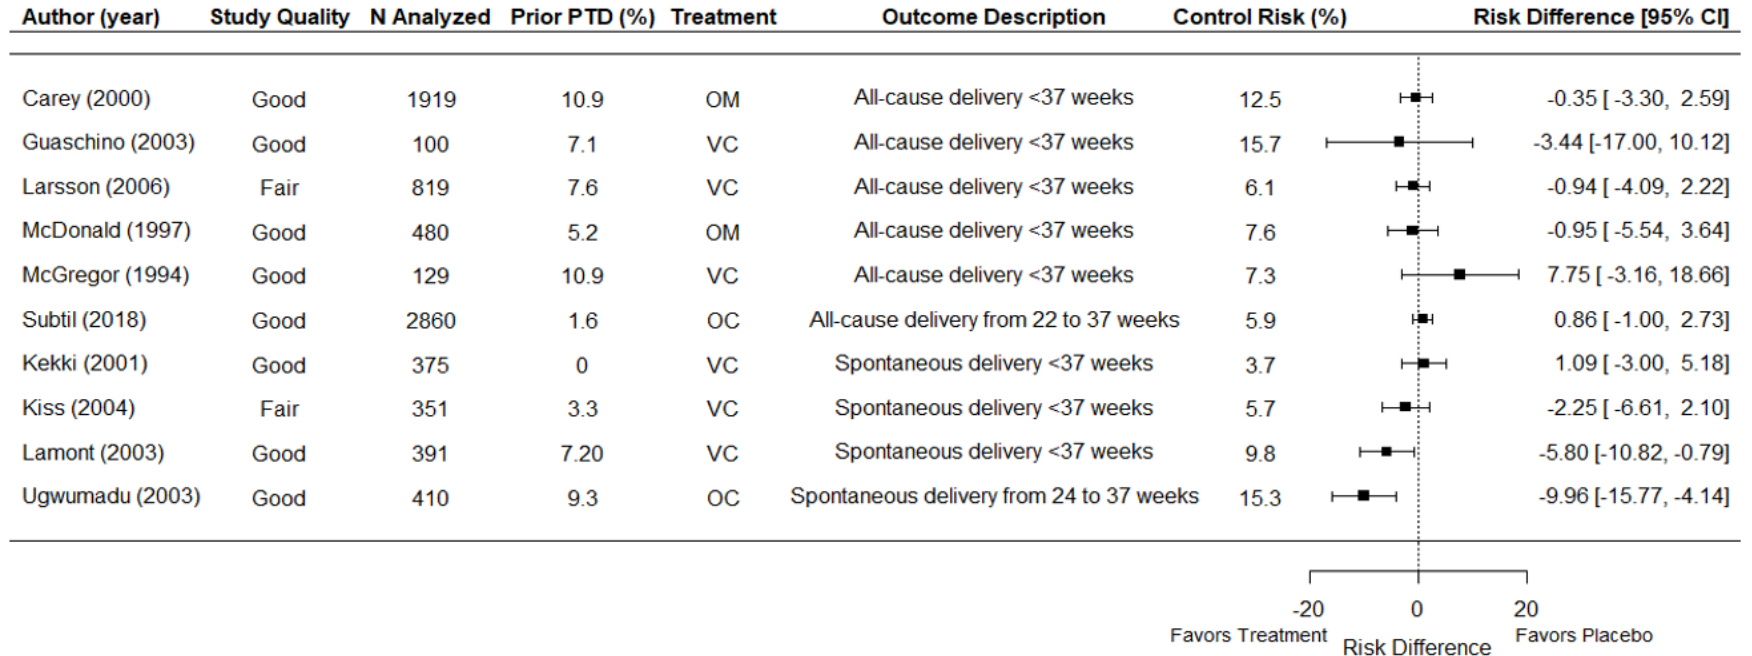 Author (year) Study Quality N Analyzed Prior PTD (%) Treatment Outcome Description Control Risk (%) Risk Difference [95% CI]
Carey (2000) Good 1919 10.9 OM All-cause delivery <37 weeks 12.5 -0.35 [ -3.30, 2.59]
Guaschino (2003) Good 100 7.1 VC All-cause delivery <37 weeks 15.7 -3.44 [-17.00, 10.12]
Larsson (2006) Fair 819 7.6 VC All-cause delivery <37 weeks 6.1 -0.94 [ -4.09, 2.22]
McDonald (1997) Good 480 5.2 OM All-cause delivery <37 weeks 7.6 -0.95 [ -5.54, 3.64]
McGregor (1994) Good 129 10.9 VC All-cause delivery <37 weeks 7.3 7.75 [ -3.16, 18.66]
Subtil (2018) Good 2860 1.6 OC All-cause delivery from 22 to 37 weeks 5.9 0.86 [ -1.00, 2.73]
Kekki (2001) Good 375 0 VC Spontaneous delivery <37 weeks 3.7 1.09 [ -3.00, 5.18]
Kiss (2004) Fair 351 3.3 VC Spontaneous delivery <37 weeks 5.7 -2.25 [ -6.61, 2.10]
Lamont (2003) Good 391 7.20 VC Spontaneous delivery <37 weeks 9.8 -5.80 [-10.82, -0.79]
Ugwumadu (2003) Good 410 9.3 OC Spontaneous delivery from 24 to 37 weeks 15.3 -9.96 [-15.77, -4.14]
-20 0 20
Favors Treatment Risk Difference Favors Placebo